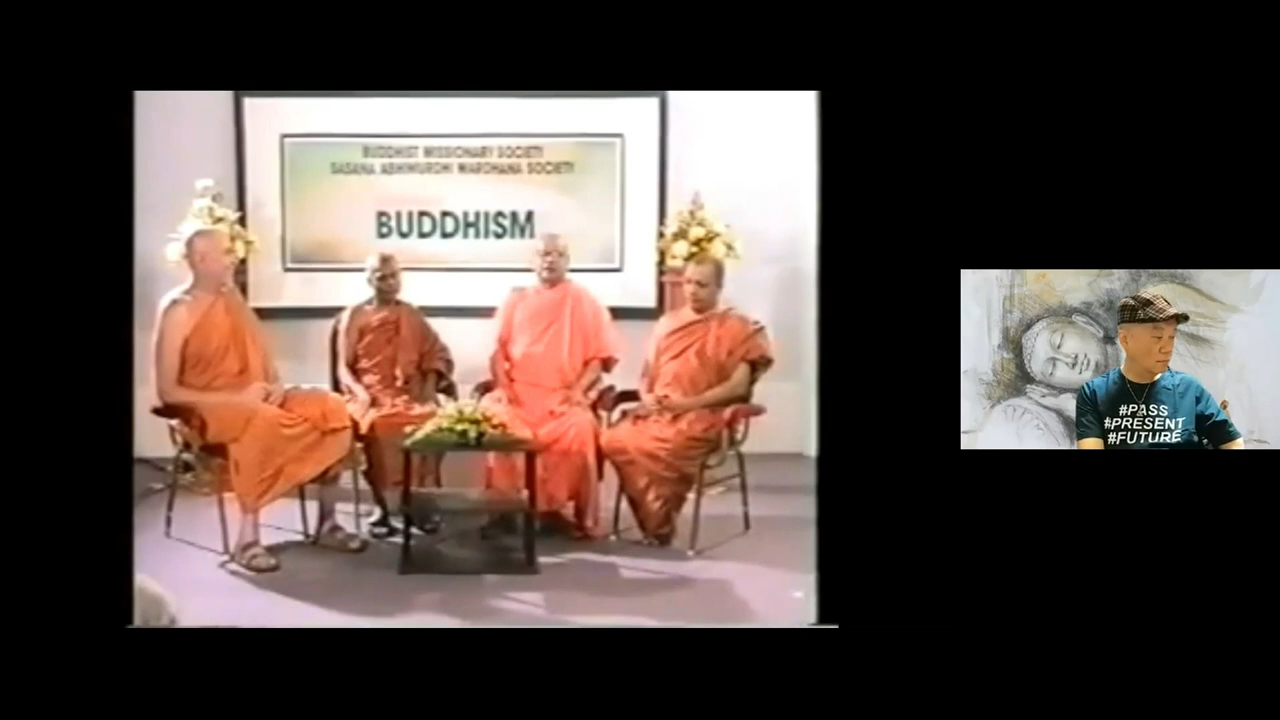 BUDDHIST MISSIONARY SOCIETY
SASANA ABHIWURDHI WARDHANA SOCIETY
BUDDHISM
#PASS
#PRESENT
#FUTURE